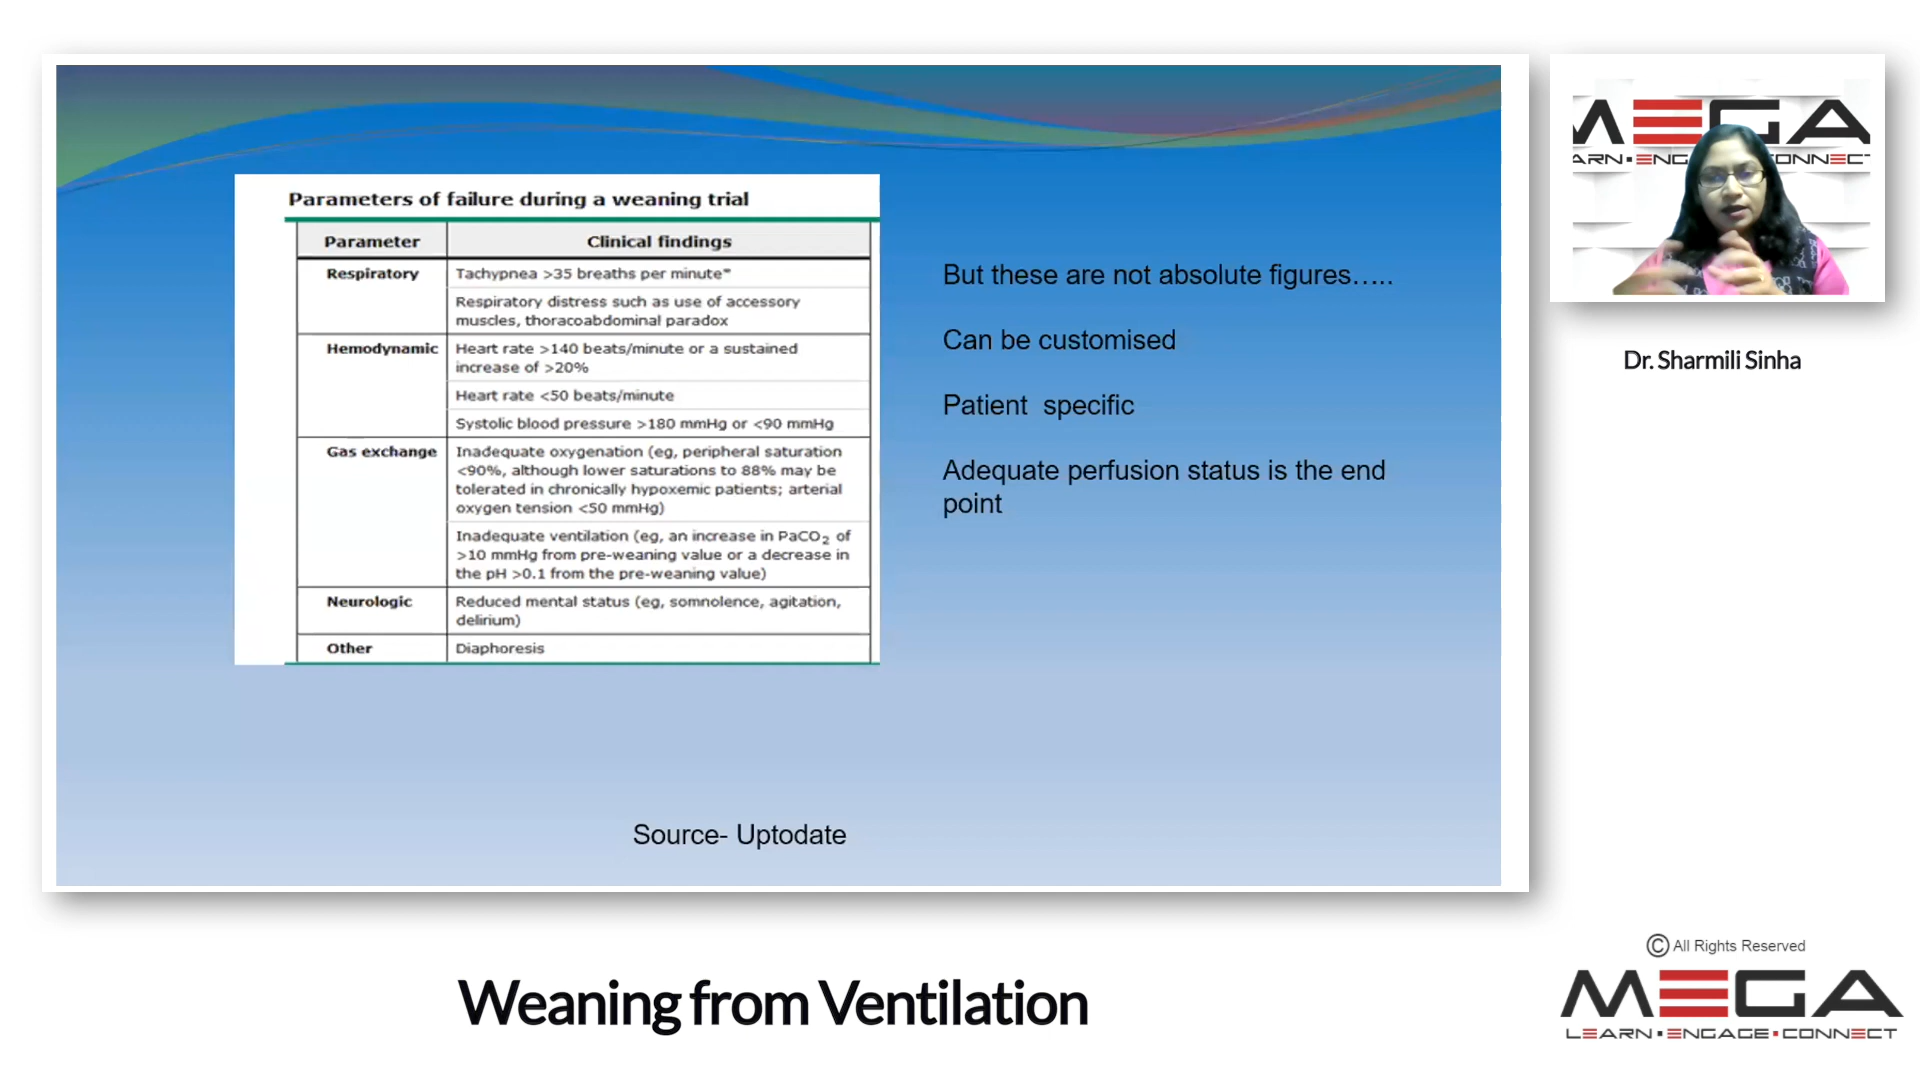 Parameters of failure during a weaning trial
Parameter Clinical findings
Respiratory Tachypnea >35 breaths per minute*
Respiratory distress such as use of accessory
muscles, thoracoabdominal paradox
Hemodynamic Heart rate >140 beats/minute or a sustained
increase of >20%
Heart rate <50 beats/minute
Systolic blood pressure >180 mmHg or <90 mmHg
Gas exchange Inadequate oxygenation (eg, peripheral saturation
<90%, although lower saturations to 88% may be
tolerated in chronically hypoxemic patients; arterial
oxygen tension <50 mmHg)
Inadequate ventilation (eg, an increase in PaCO2 of
>10 mmHg from pre-weaning value or a decrease in
the pH >0.1 from the pre-weaning value)
Neurologic Reduced mental status (eg, somnolence, agitation,
delirium)
Other Diaphoresis
But these are not absolute figures…..
Can be customised
Patient specific
Adequate perfusion status is the end
point
Source- Uptodate
MEGA
ARN▪ENG ONNECT
Dr. Sharmili Sinha
Weaning from Ventilation
© All Rights Reserved
MEGA
LEARN▪ENGAGE▪CONNECT